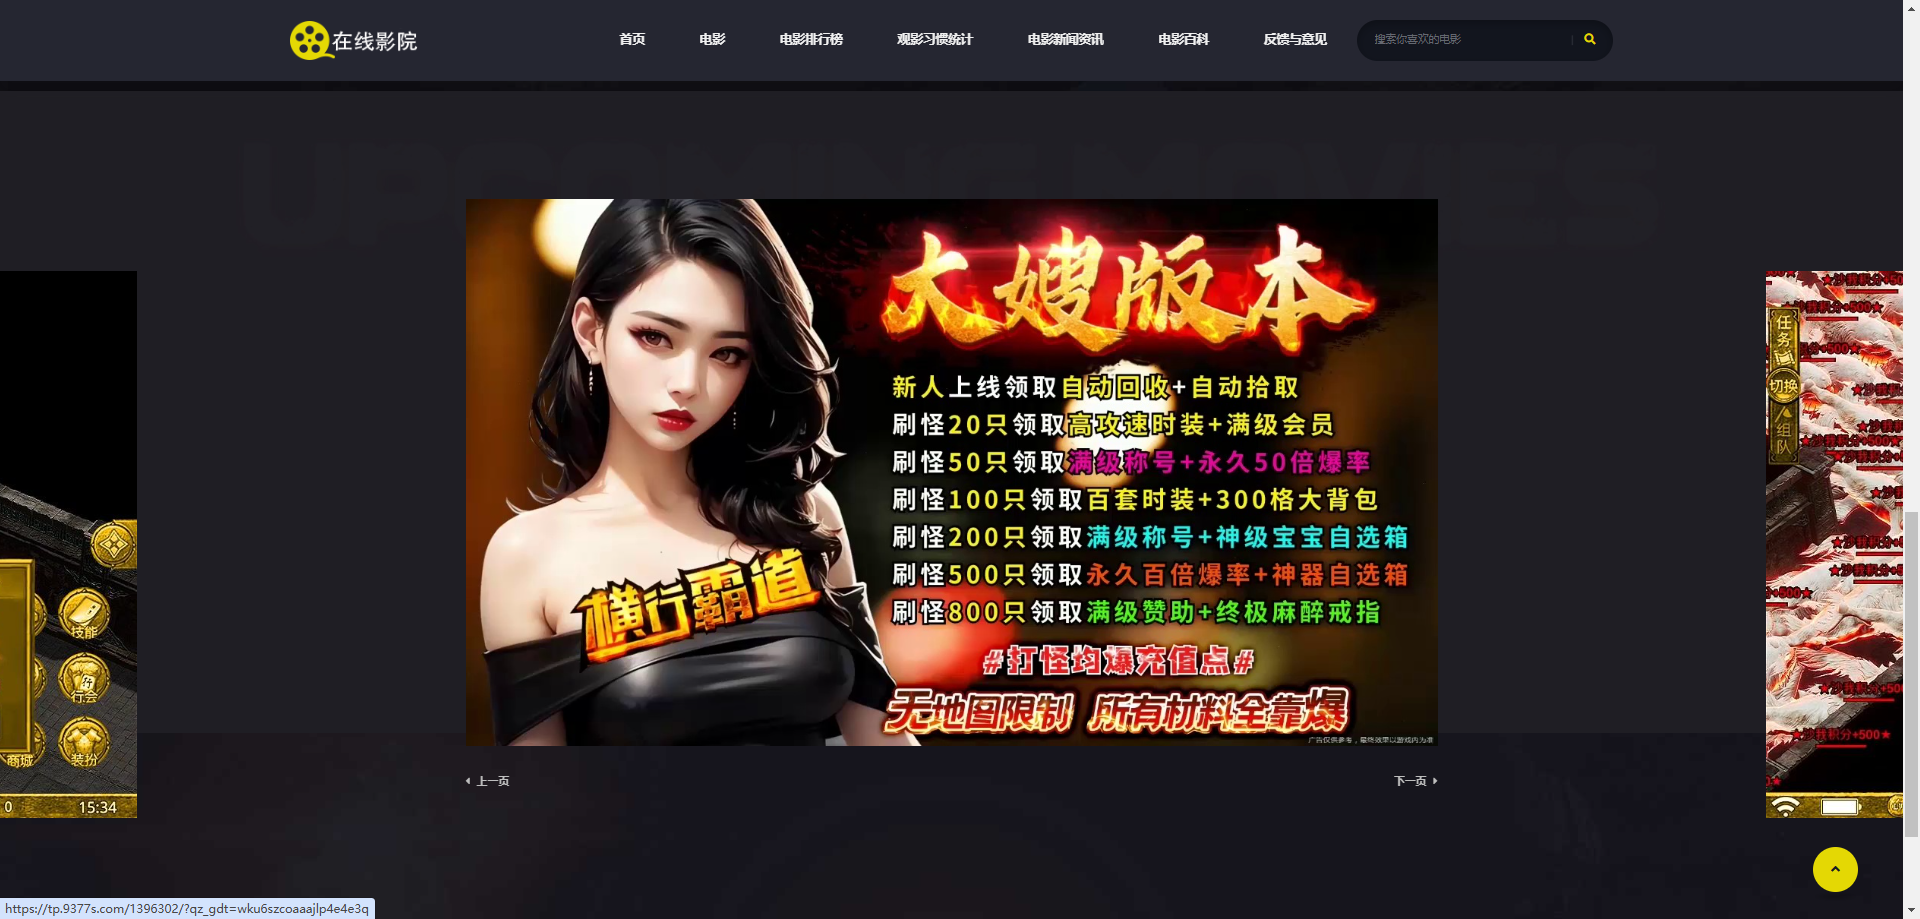 在线影院
首页
电影
电影排行榜
观影习惯统计
电影新闻资讯
电影百科
反馈与意见
搜索你喜欢的电影
UPCOMING MOVIES
大嫂版本
新人上线领取自动回收+自动拾取
刷怪20只领取高攻速时装+满级会员
刷怪50只领取满级称号+永久50倍爆率
刷怪100只领取百套时装+300格大背包
刷怪200只领取满级称号+神级宝宝自选箱
刷怪500只领取永久百倍爆率+神器自选箱
刷怪800只领取满级赞助+终极麻醉戒指
横行霸道
#打怪均爆充值点#
无地图限制 所有材料全靠爆
广告仅供参考，最终效果以游戏内为准
技能
行会
商城
装扮
0
15:34
任务
切换
组队
★沙我积分+500★
上一页
下一页
https://tp.9377s.com/1396302/?qz_gdt=wku6szcoaaajlp4e4e3q